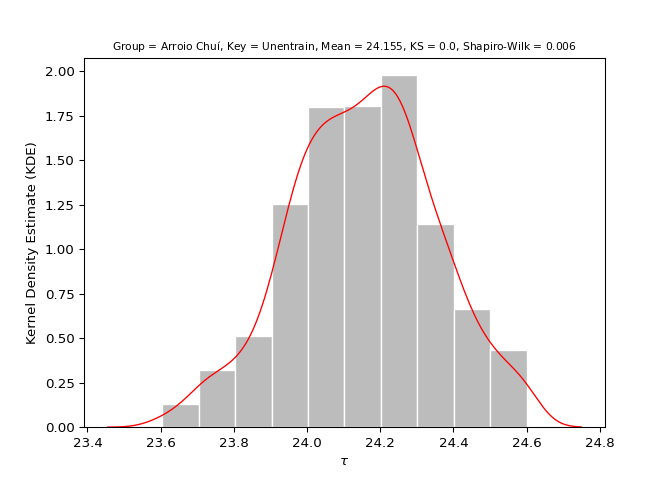 Group = Arroio Chuí, Key = Unentrain, Mean = 24.155, KS = 0.0, Shapiro-Wilk = 0.006
Kernel Density Estimate (KDE)
2.00
1.75
1.50
1.25
1.00
0.75
0.50
0.25
0.00
23.4 23.6 23.8 24.0 24.2 24.4 24.6 24.8
τ